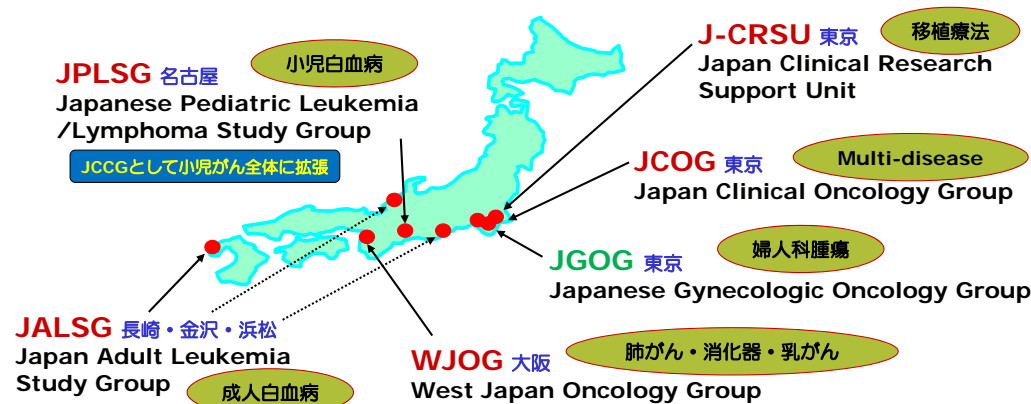 JPLSG 名古屋
小児白血病
Japanese Pediatric Leukemia
/Lymphoma Study Group
JCCGとして小児がん全体に拡張
J-CRSU 東京
移植療法
Japan Clinical Research
Support Unit
JCOG 東京
Multi-disease
Japan Clinical Oncology Group
JGOG 東京
婦人科腫瘍
Japanese Gynecologic Oncology Group
JALSG 長崎・金沢・浜松
Japan Adult Leukemia
Study Group
成人白血病
WJOG 大阪
肺がん・消化器・乳がん
West Japan Oncology Group